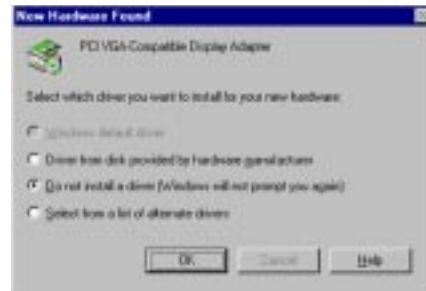 New Hardware Found
PCI VGA-Compatible Display Adapter
Select which driver you want to install for your new hardware:
Windows default driver
Driver from disk provided by hardware manufacturer
Do not install a driver (Windows will not prompt you again)
Select from a list of alternate drivers
OK
Cancel
Help